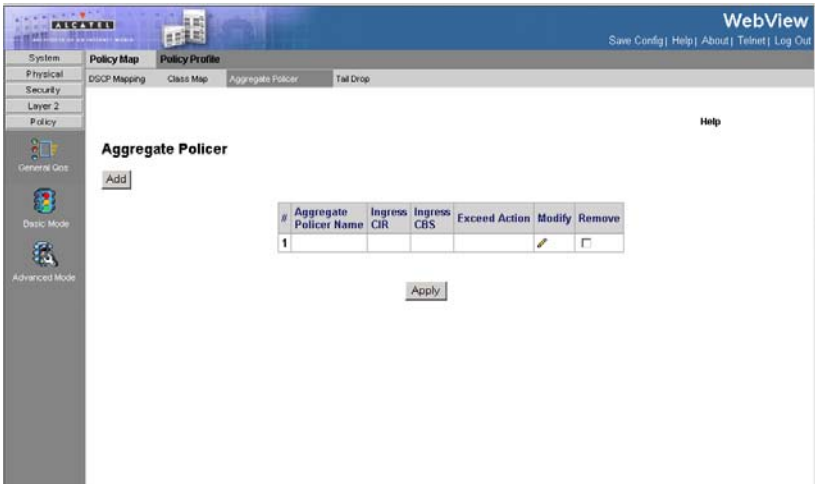 ALCATEL
WebView
Save Config| Help| About| Telnet| Log Out
System
Physical
Security
Layer 2
Policy
General Qos
Basic Mode
Advanced Mode
Policy Map Policy Profile
DSCP Mapping Class Map Aggregate Policer Tail Drop
Help
Aggregate Policer
Add
# Aggregate Policer Name Ingress CIR Ingress CBS Exceed Action Modify Remove
1
Apply